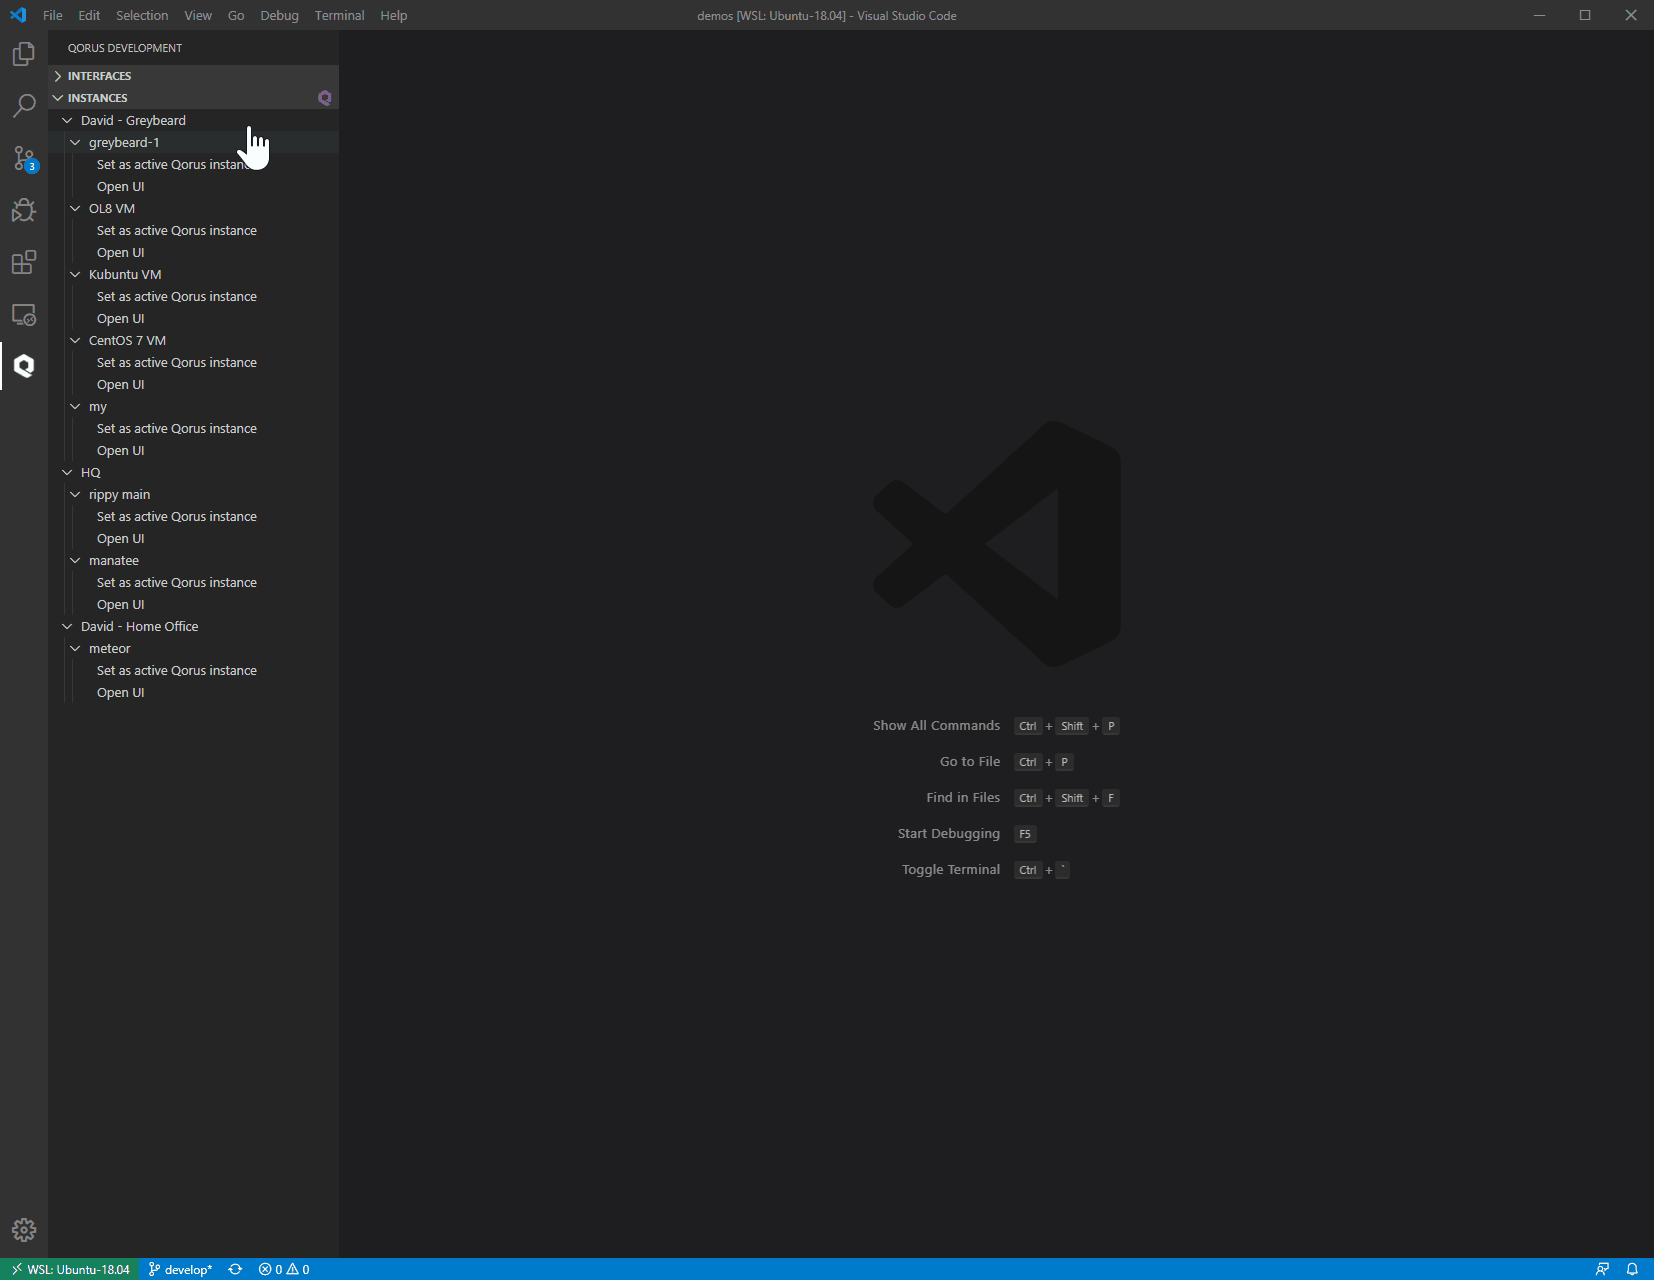 File Edit Selection View Go Debug Terminal Help
demos [WSL: Ubuntu-18.04] - Visual Studio Code
QORUS DEVELOPMENT
INTERFACES
INSTANCES
David - Greybeard
greybeard-1
Set as active Qorus instance
Open UI
OL8 VM
Set as active Qorus instance
Open UI
Kubuntu VM
Set as active Qorus instance
Open UI
CentOS 7 VM
Set as active Qorus instance
Open UI
my
Set as active Qorus instance
Open UI
HQ
rippy main
Set as active Qorus instance
Open UI
manatee
Set as active Qorus instance
Open UI
David - Home Office
meteor
Set as active Qorus instance
Open UI
3
Show All Commands Ctrl + Shift + P
Go to File Ctrl + P
Find in Files Ctrl + Shift + F
Start Debugging F5
Toggle Terminal Ctrl + `
WSL: Ubuntu-18.04 develop* 0 0